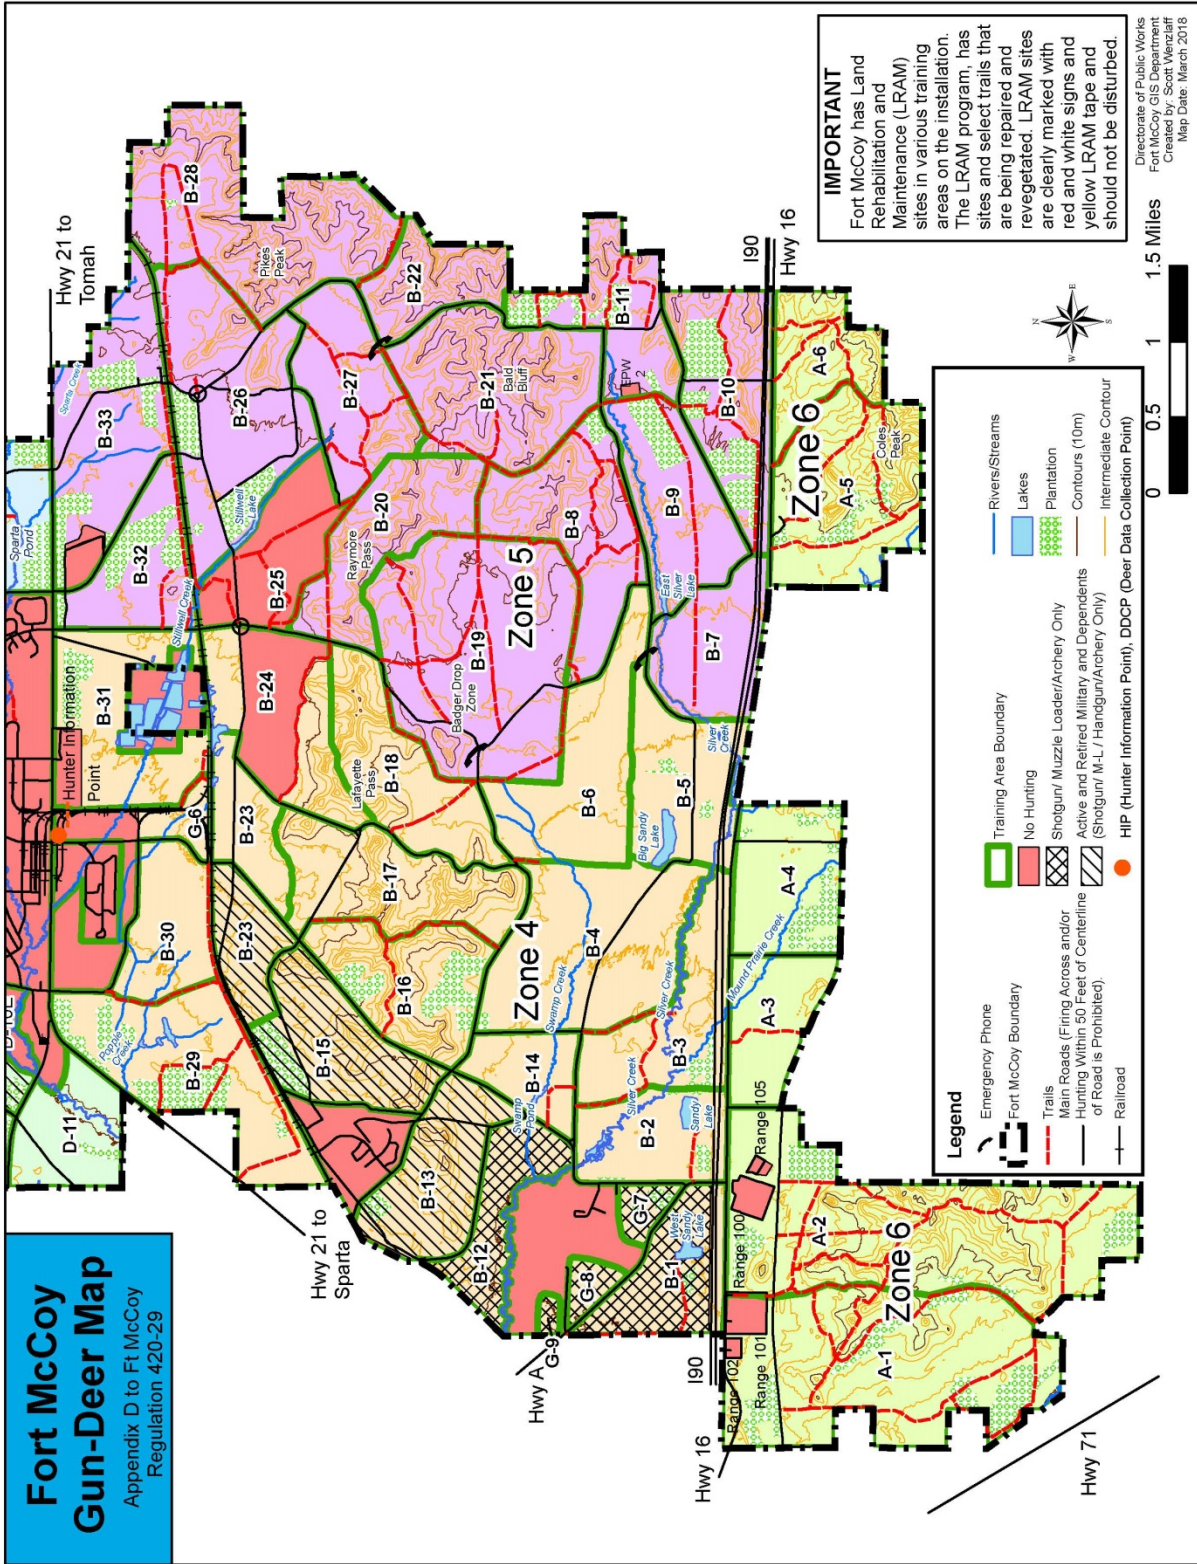 Fort McCoy
Gun-Deer Map
Appendix D to Ft McCoy
Regulation 420-29
Hwy 21 to
Tomah
Hwy 21 to
Sparta
Hwy A
Hwy 16
I90
Hwy 71
I90
Hwy 16
Sparta
Pond
Sparta Creek
B-33
B-32
B-28
Pikes
Peak
B-26
B-27
B-22
Stillwell
Lake
Stillwell Creek
B-25
B-24
Hunter Information
Point
B-31
G-6
B-23
B-23
B-30
D-11
Popple
Creek
B-29
B-15
B-13
B-12
B-16
B-17
Lafayette
Pass
B-18
Raymore
Pass
B-20
B-21
Bald
Bluff
B-19
Badger Drop
Zone
Zone 5
B-8
B-11
EPW
2
B-10
B-9
East
Silver
Lake
B-7
Silver
Creek
B-6
B-5
Big Sandy
Lake
Zone 4
B-4
Swamp Creek
B-14
Swamp
Pond
Silver Creek
Silver Creek
B-3
B-2
Sandy
Lake
G-7
West
Sandy
Lake
B-1
G-8
G-9
Mound Prairie Creek
A-4
A-3
Range 105
Range 100
Range 102
Range 101
A-2
Zone 6
A-1
Zone 6
A-6
A-5
Coles
Peak
IMPORTANT
Fort McCoy has Land
Rehabilitation and
Maintenance (LRAM)
sites in various training
areas on the installation.
The LRAM program, has
sites and select trails that
are being repaired and
revegetated. LRAM sites
are clearly marked with
red and white signs and
yellow LRAM tape and
should not be disturbed.
N
E
S
W
Legend
Emergency Phone
Fort McCoy Boundary
Trails
Main Roads (Firing Across and/or
Hunting Within 50 Feet of Centerline
of Road is Prohibited).
Railroad
Training Area Boundary
No Hunting
Shotgun/ Muzzle Loader/Archery Only
Active and Retired Military and Dependents
(Shotgun/ M-L / Handgun/Archery Only)
HIP (Hunter Information Point), DDCP (Deer Data Collection Point)
Rivers/Streams
Lakes
Plantation
Contours (10m)
Intermediate Contour
0 0.5 1 1.5 Miles
Directorate of Public Works
Fort McCoy GIS Department
Created by: Scott Wenzlaff
Map Date: March 2018